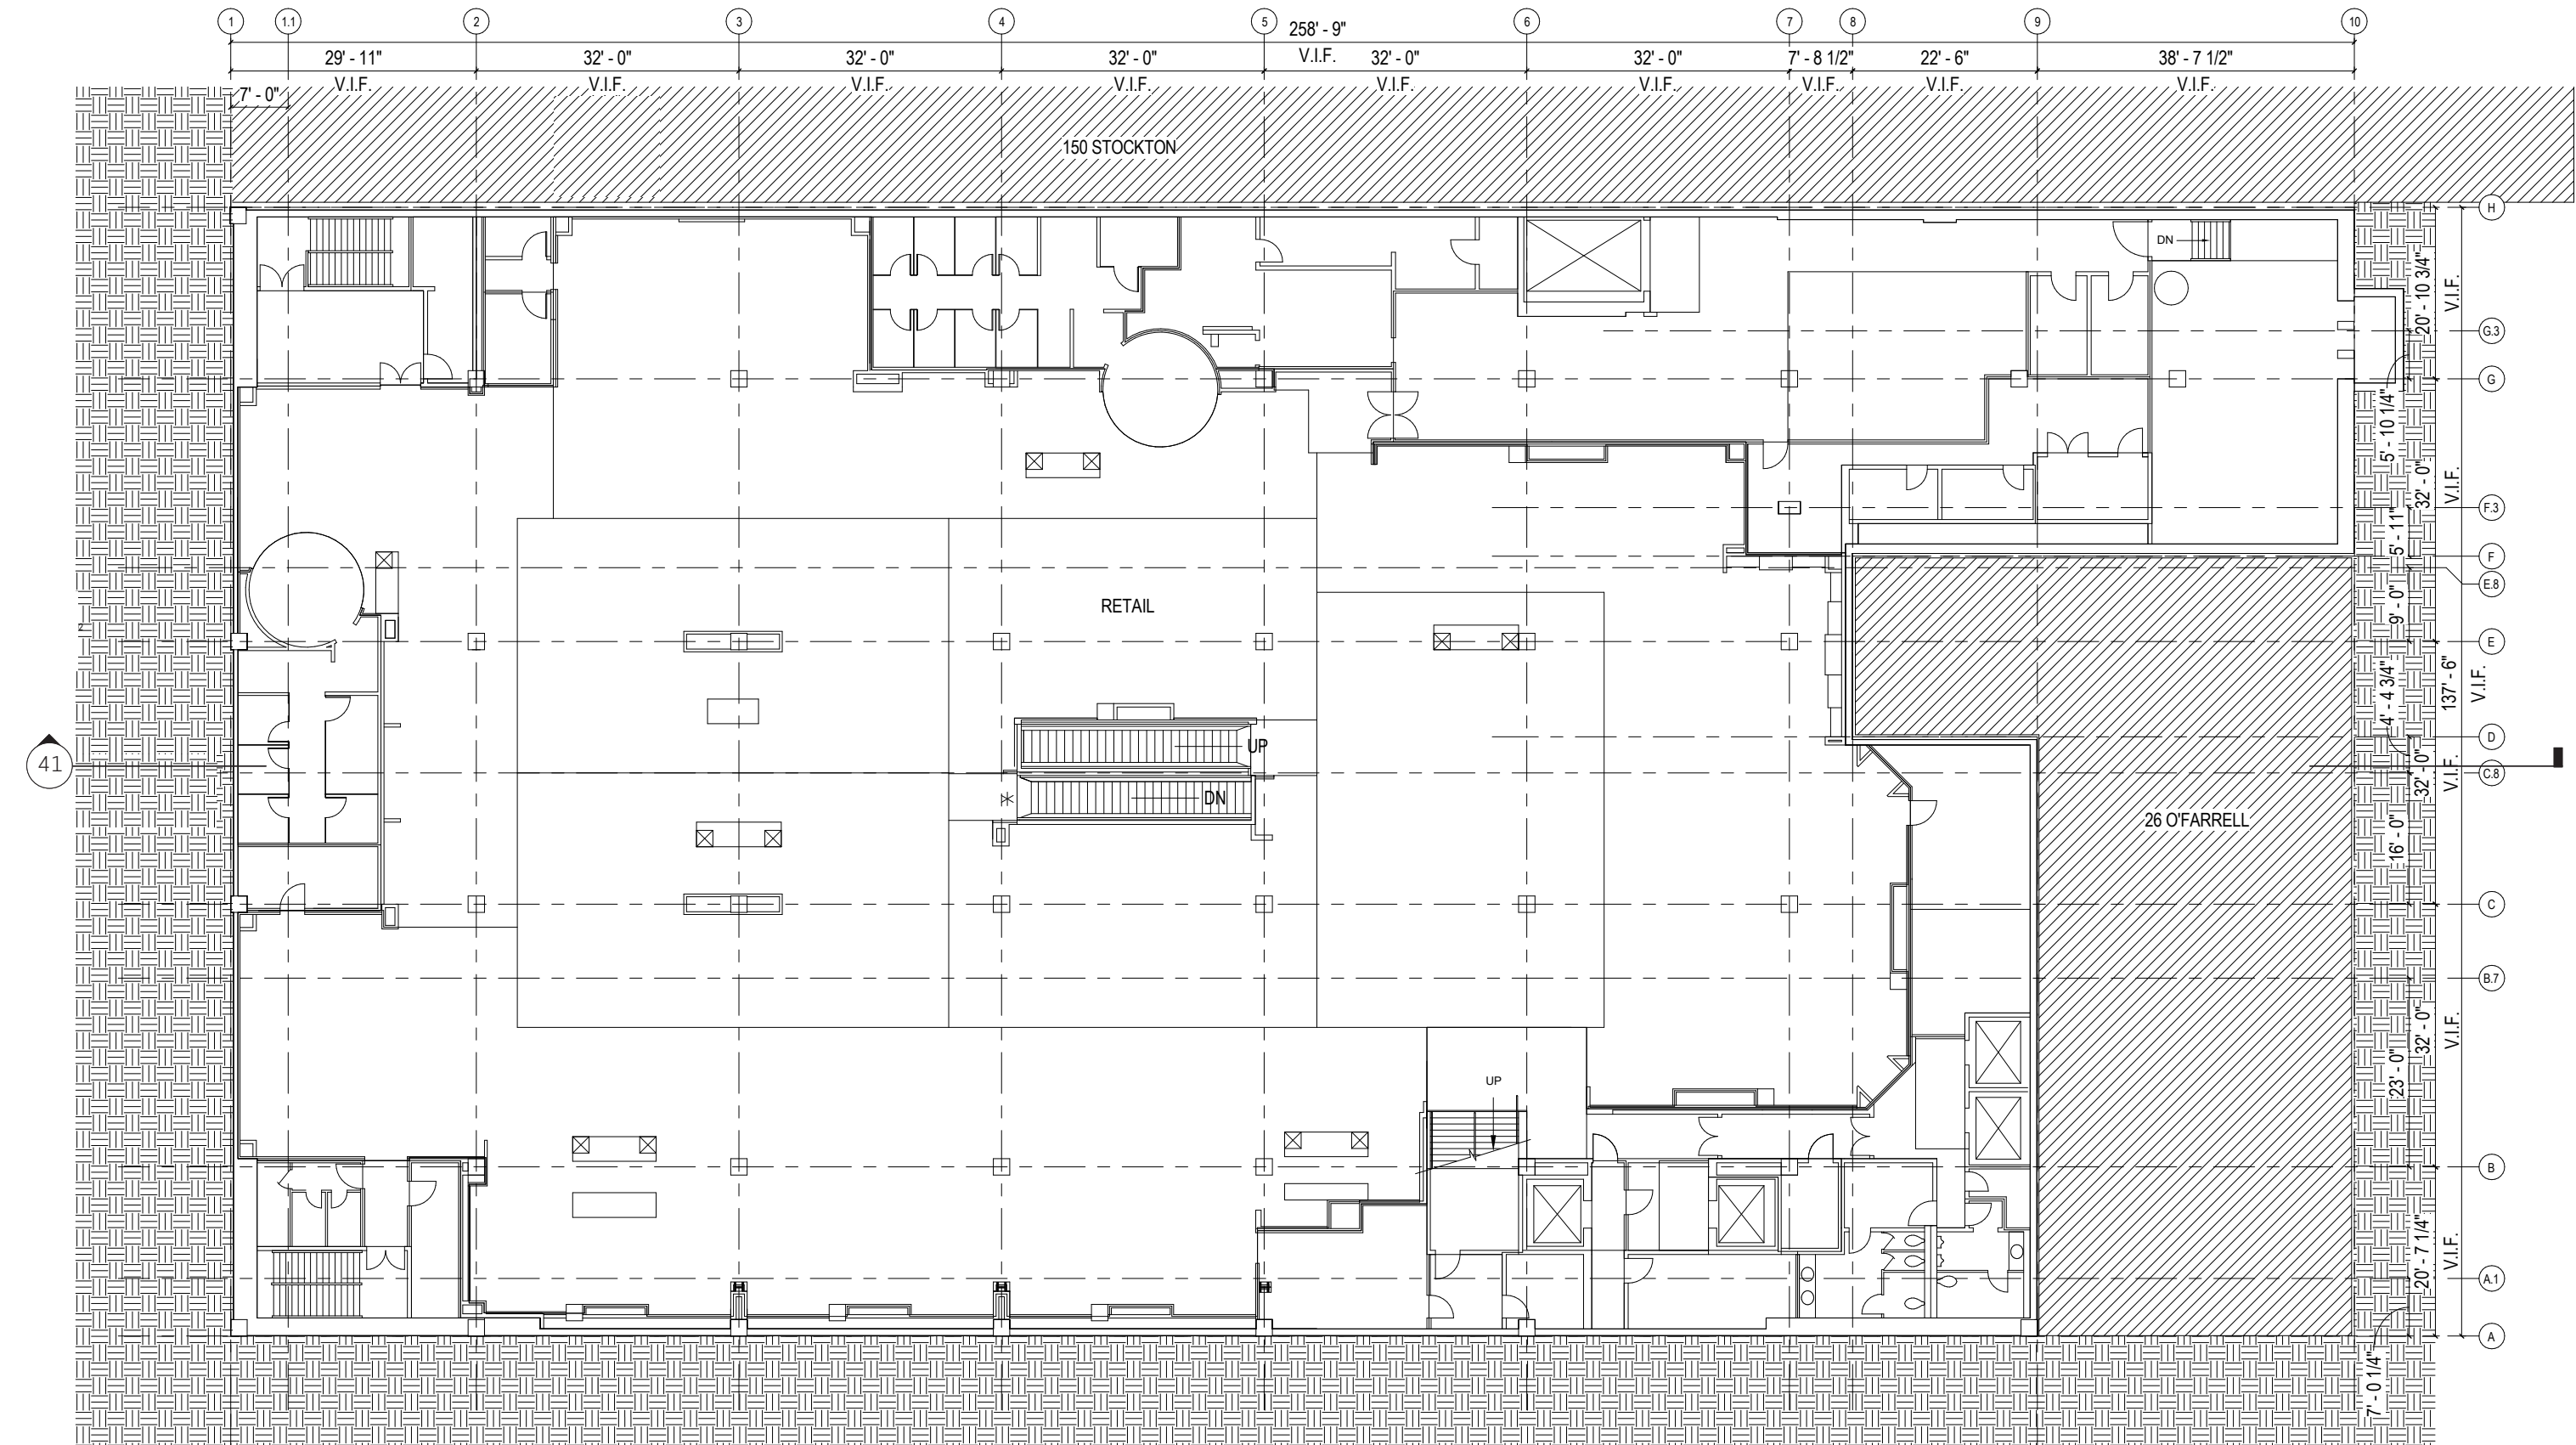 1 1.1 2 3 4 5 6 7 8 9 10
258' - 9"
V.I.F.
29' - 11" 32' - 0" 32' - 0" 32' - 0" 32' - 0" 32' - 0" 7' - 8 1/2" 22' - 6" 38' - 7 1/2"
V.I.F. V.I.F. V.I.F. V.I.F. V.I.F. V.I.F. V.I.F. V.I.F. V.I.F.
7' - 0"
150 STOCKTON
H
DN
20' - 10 3/4"
V.I.F.
G.3
G
5' - 10 1/4"
32' - 0"
V.I.F.
F.3
5' - 11"
F
E.8
9' - 0"
RETAIL
2
E
4' - 4 3/4"
137' - 6"
V.I.F.
D
UP
41
32' - 0"
V.I.F.
C.8
DN
26 O'FARRELL
16' - 0"
C
B.7
32' - 0"
V.I.F.
23' - 0"
UP
B
20' - 7 1/4"
V.I.F.
A.1
A
7' - 0 1/4"